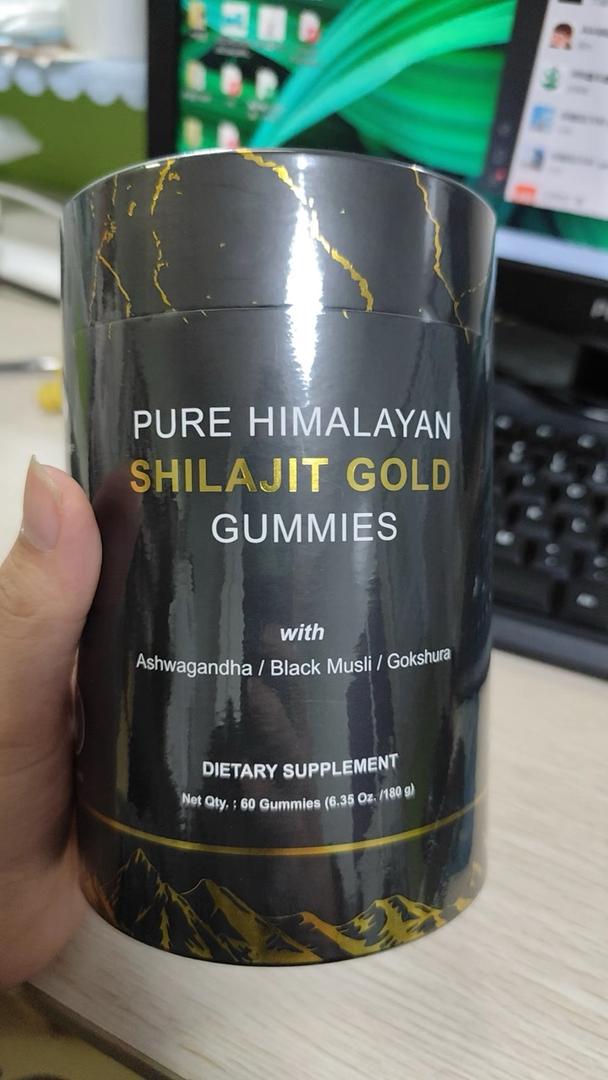 PURE HIMALAYAN
SHILAJIT GOLD
GUMMIES
with
Ashwagandha / Black Musli / Gokshura
DIETARY SUPPLEMENT
Net Qty. : 60 Gummies (6.35 Oz. /180 g)